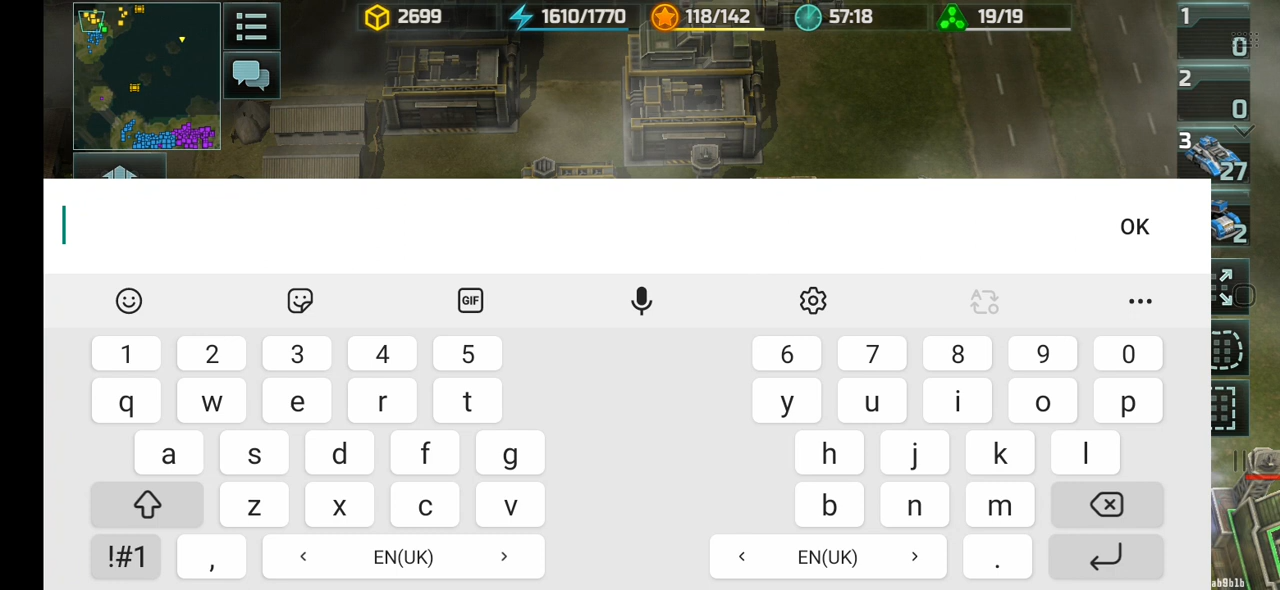 2699 1610/1770 118/142 57:18 19/19
1
0
2
0
3
27
2
OK
GIF
1 2 3 4 5 6 7 8 9 0
q w e r t y u i o p
a s d f g h j k l
z x c v b n m
!#1 , < EN(UK) > < EN(UK) > .
ab9b1b